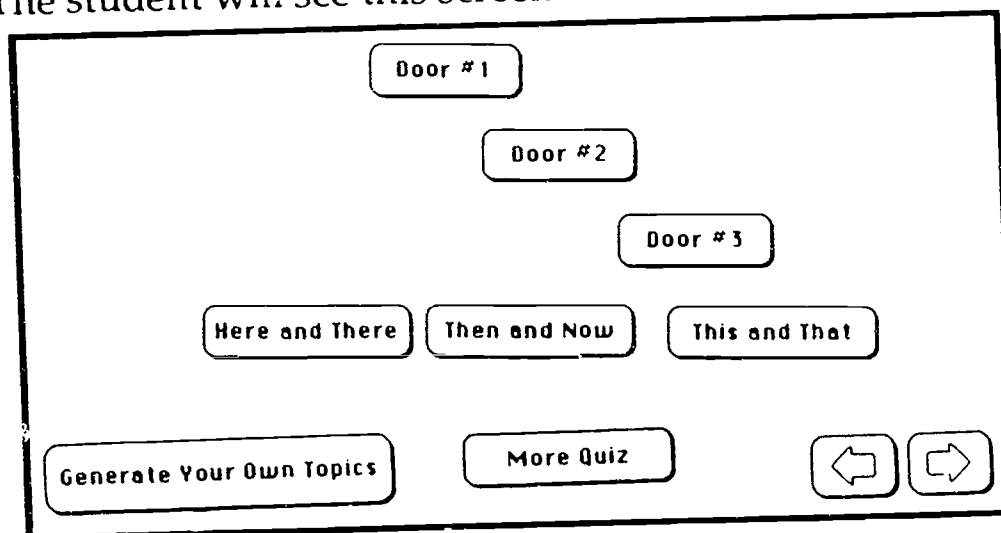 The student will see this screen
Door #1
Door #2
Door #3
Here and There Then and Now This and That
Generate Your Own Topics More Quiz